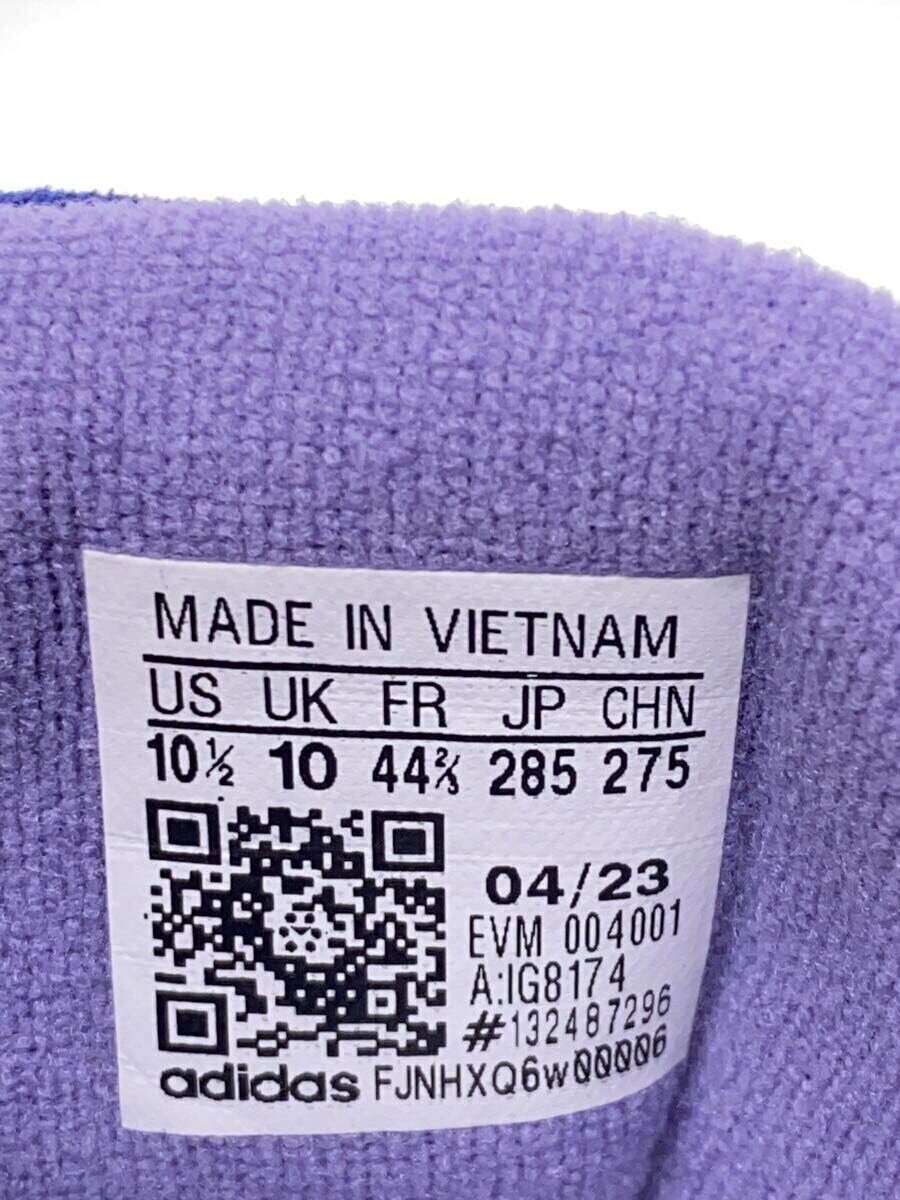 MADE IN VIETNAM
US UK FR JP CHN
10½ 10 44⅔ 285 275
04/23
EVM 004001
A:IG8174
#132487296
adidas FJNHXQ6w00006